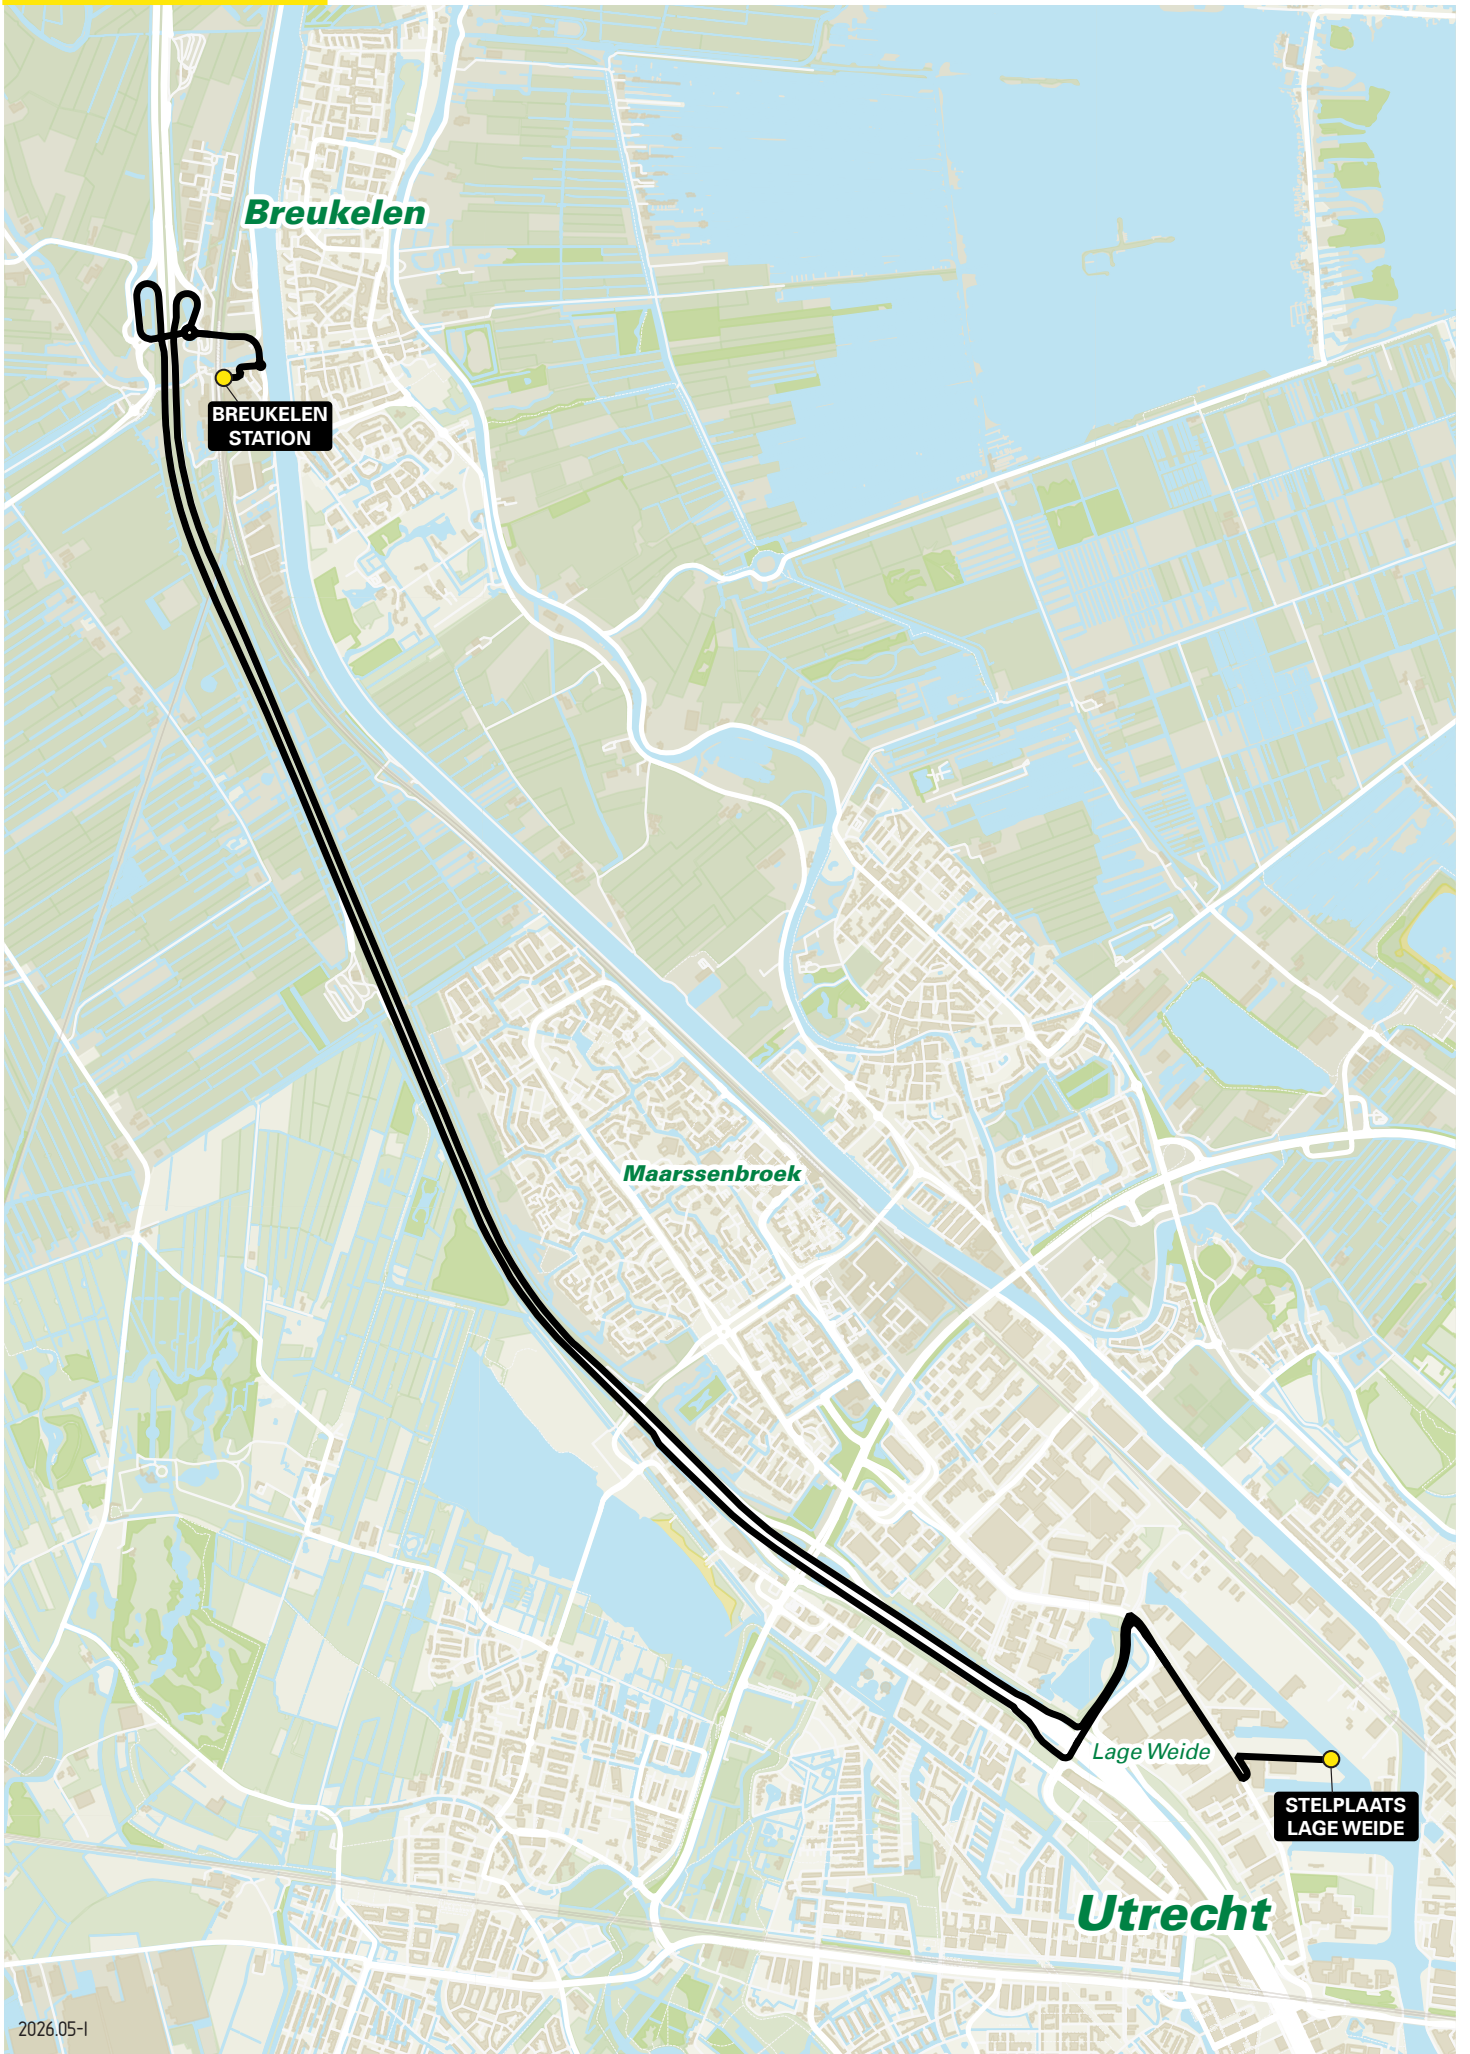 Breukelen
BREUKELEN
STATION
Maarssenbroek
Lage Weide
STELPLAATS
LAGE WEIDE
Utrecht
2026.05-I